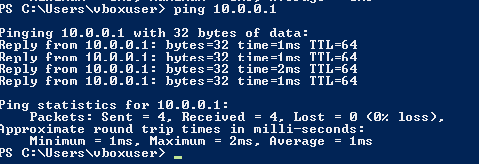 PS C:\Users\vboxuser> ping 10.0.0.1
Pinging 10.0.0.1 with 32 bytes of data:
Reply from 10.0.0.1: bytes=32 time=1ms TTL=64
Reply from 10.0.0.1: bytes=32 time=1ms TTL=64
Reply from 10.0.0.1: bytes=32 time=2ms TTL=64
Reply from 10.0.0.1: bytes=32 time=1ms TTL=64
Ping statistics for 10.0.0.1:
Packets: Sent = 4, Received = 4, Lost = 0 (0% loss),
Approximate round trip times in milli-seconds:
Minimum = 1ms, Maximum = 2ms, Average = 1ms
PS C:\Users\vboxuser> _